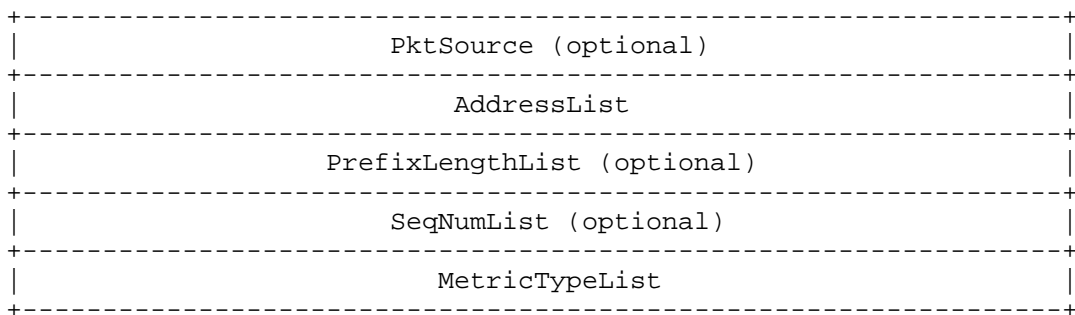 PktSource (optional)
AddressList
PrefixLengthList (optional)
SeqNumList (optional)
MetricTypeList